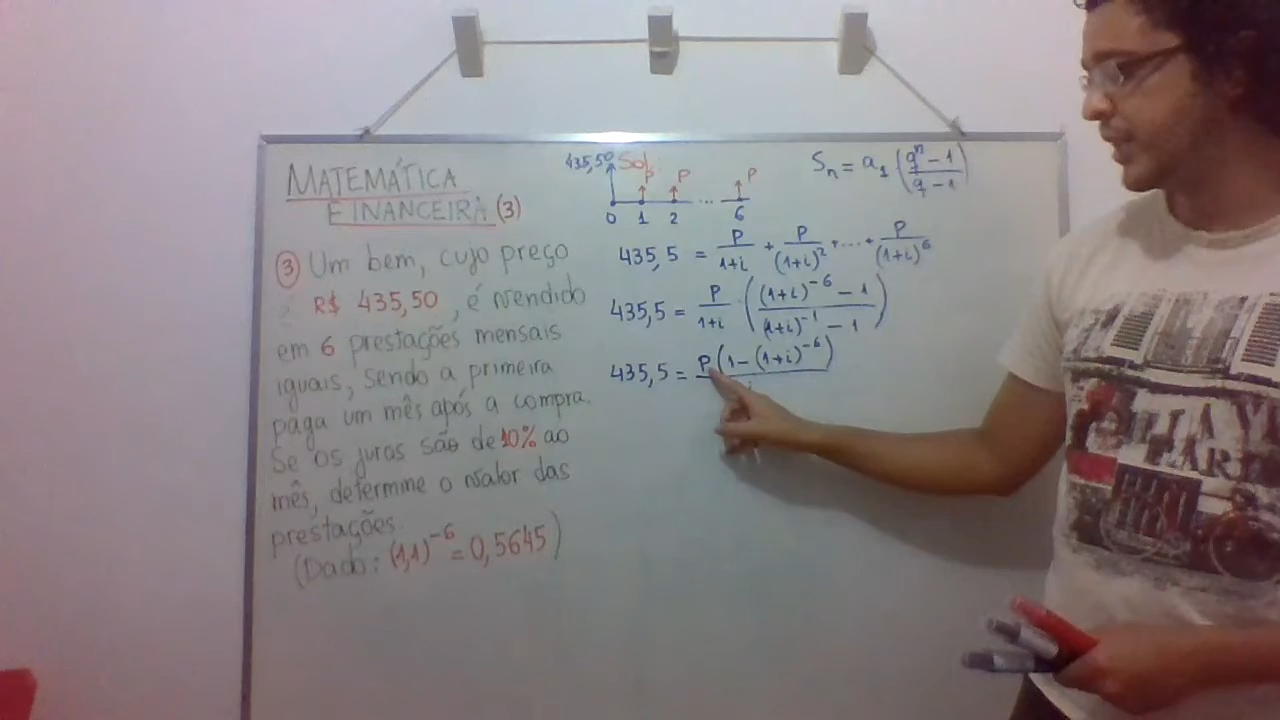 MATEMÁTICA
FINANCEIRA (3)
③ Um bem, cujo preço
é R$ 435,50, é vendido
em 6 prestações mensais
iguais, sendo a primeira
paga um mês após a compra.
Se os juros são de 10% ao
mês, determine o valor das
prestações.
(Dado: (1,1)^-6 = 0,5645)
435,50 Sol.:
P P P
0 1 2 ... 6
Sn = a1 ((q^n - 1)/(q - 1))
435,5 = P/(1+i) + P/(1+i)^2 + ... + P/(1+i)^6
435,5 = P/(1+i) · (((1+i)^-6 - 1)/((1+i)^-1 - 1))
435,5 = P(1-(1+i)^-6)/i